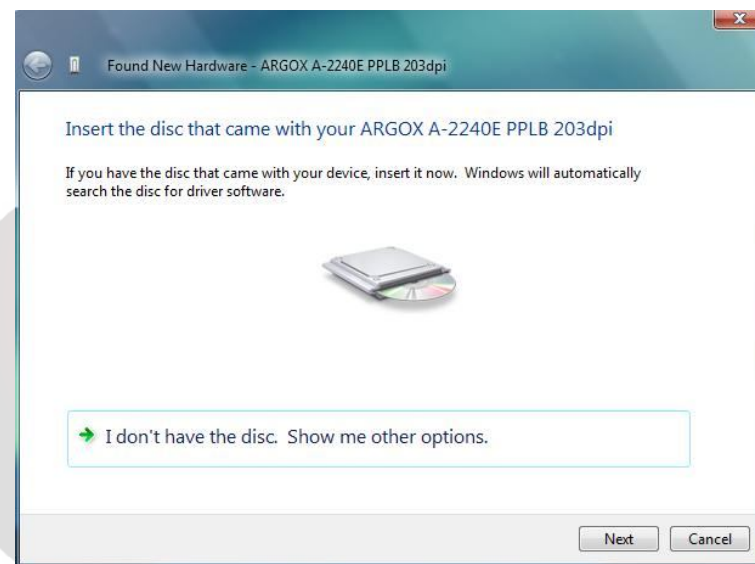 Found New Hardware - ARGOX A-2240E PPLB 203dpi
Insert the disc that came with your ARGOX A-2240E PPLB 203dpi
If you have the disc that came with your device, insert it now.  Windows will automatically
search the disc for driver software.
I don't have the disc.  Show me other options.
Next
Cancel